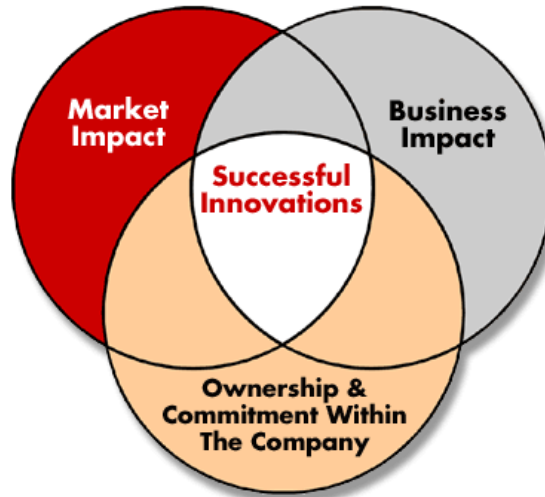 Market
Impact
Business
Impact
Successful
Innovations
Ownership &
Commitment Within
The Company